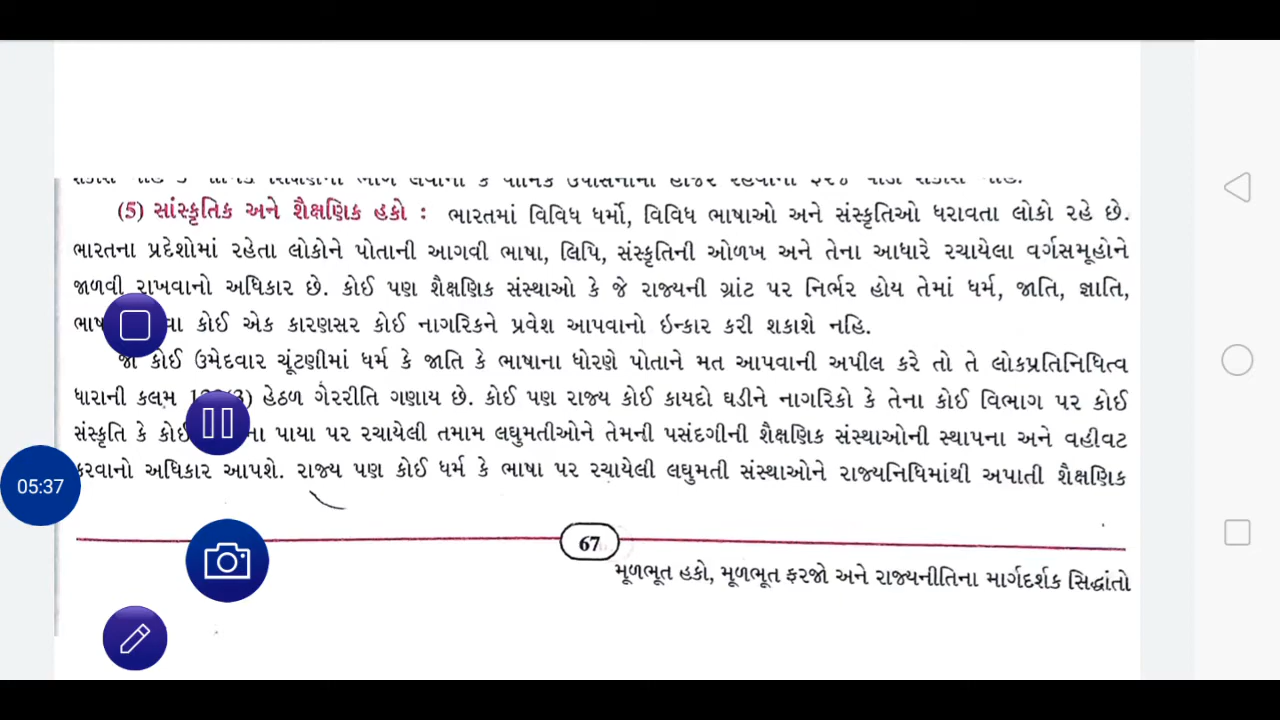 (5) સાંસ્કૃતિક અને શૈક્ષણિક હકો : ભારતમાં વિવિધ ધર્મો, વિવિધ ભાષાઓ અને સંસ્કૃતિઓ ધરાવતા લોકો રહે છે.
ભારતના પ્રદેશોમાં રહેતા લોકોને પોતાની આગવી ભાષા, લિપિ, સંસ્કૃતિની ઓળખ અને તેના આધારે રચાયેલા વર્ગસમૂહોને
જાળવી રાખવાનો અધિકાર છે. કોઈ પણ શૈક્ષણિક સંસ્થાઓ કે જે રાજ્યની ગ્રાંટ પર નિર્ભર હોય તેમાં ધર્મ, જાતિ, જ્ઞાતિ,
કોઈ એક કારણસર કોઈ નાગરિકને પ્રવેશ આપવાનો ઇન્કાર કરી શકાશે નહિ.
જો કોઈ ઉમેદવાર ચૂંટણીમાં ધર્મ કે જાતિ કે ભાષાના ધોરણે પોતાને મત આપવાની અપીલ કરે તો તે લોકપ્રતિનિધિત્વ
ધારાની કલમ હેઠળ ગેરરીતિ ગણાય છે. કોઈ પણ રાજ્ય કોઈ કાયદો ઘડીને નાગરિકો કે તેના કોઈ વિભાગ પર કોઈ
સંસ્કૃતિ કે પાયા પર રચાયેલી તમામ લઘુમતીઓને તેમની પસંદગીની શૈક્ષણિક સંસ્થાઓની સ્થાપના અને વહીવટ
કરવાનો અધિકાર આપશે. રાજ્ય પણ કોઈ ધર્મ કે ભાષા પર રચાયેલી લઘુમતી સંસ્થાઓને રાજ્યનિધિમાંથી અપાતી શૈક્ષણિક
05:37
67
મૂળભૂત હકો, મૂળભૂત ફરજો અને રાજ્યનીતિના માર્ગદર્શક સિદ્ધાંતો